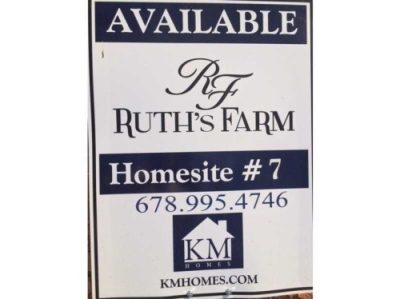 AVAILABLE
RF
RUTH'S FARM
Homesite # 7
678.995.4746
KM
HOMES
KMHOMES.COM